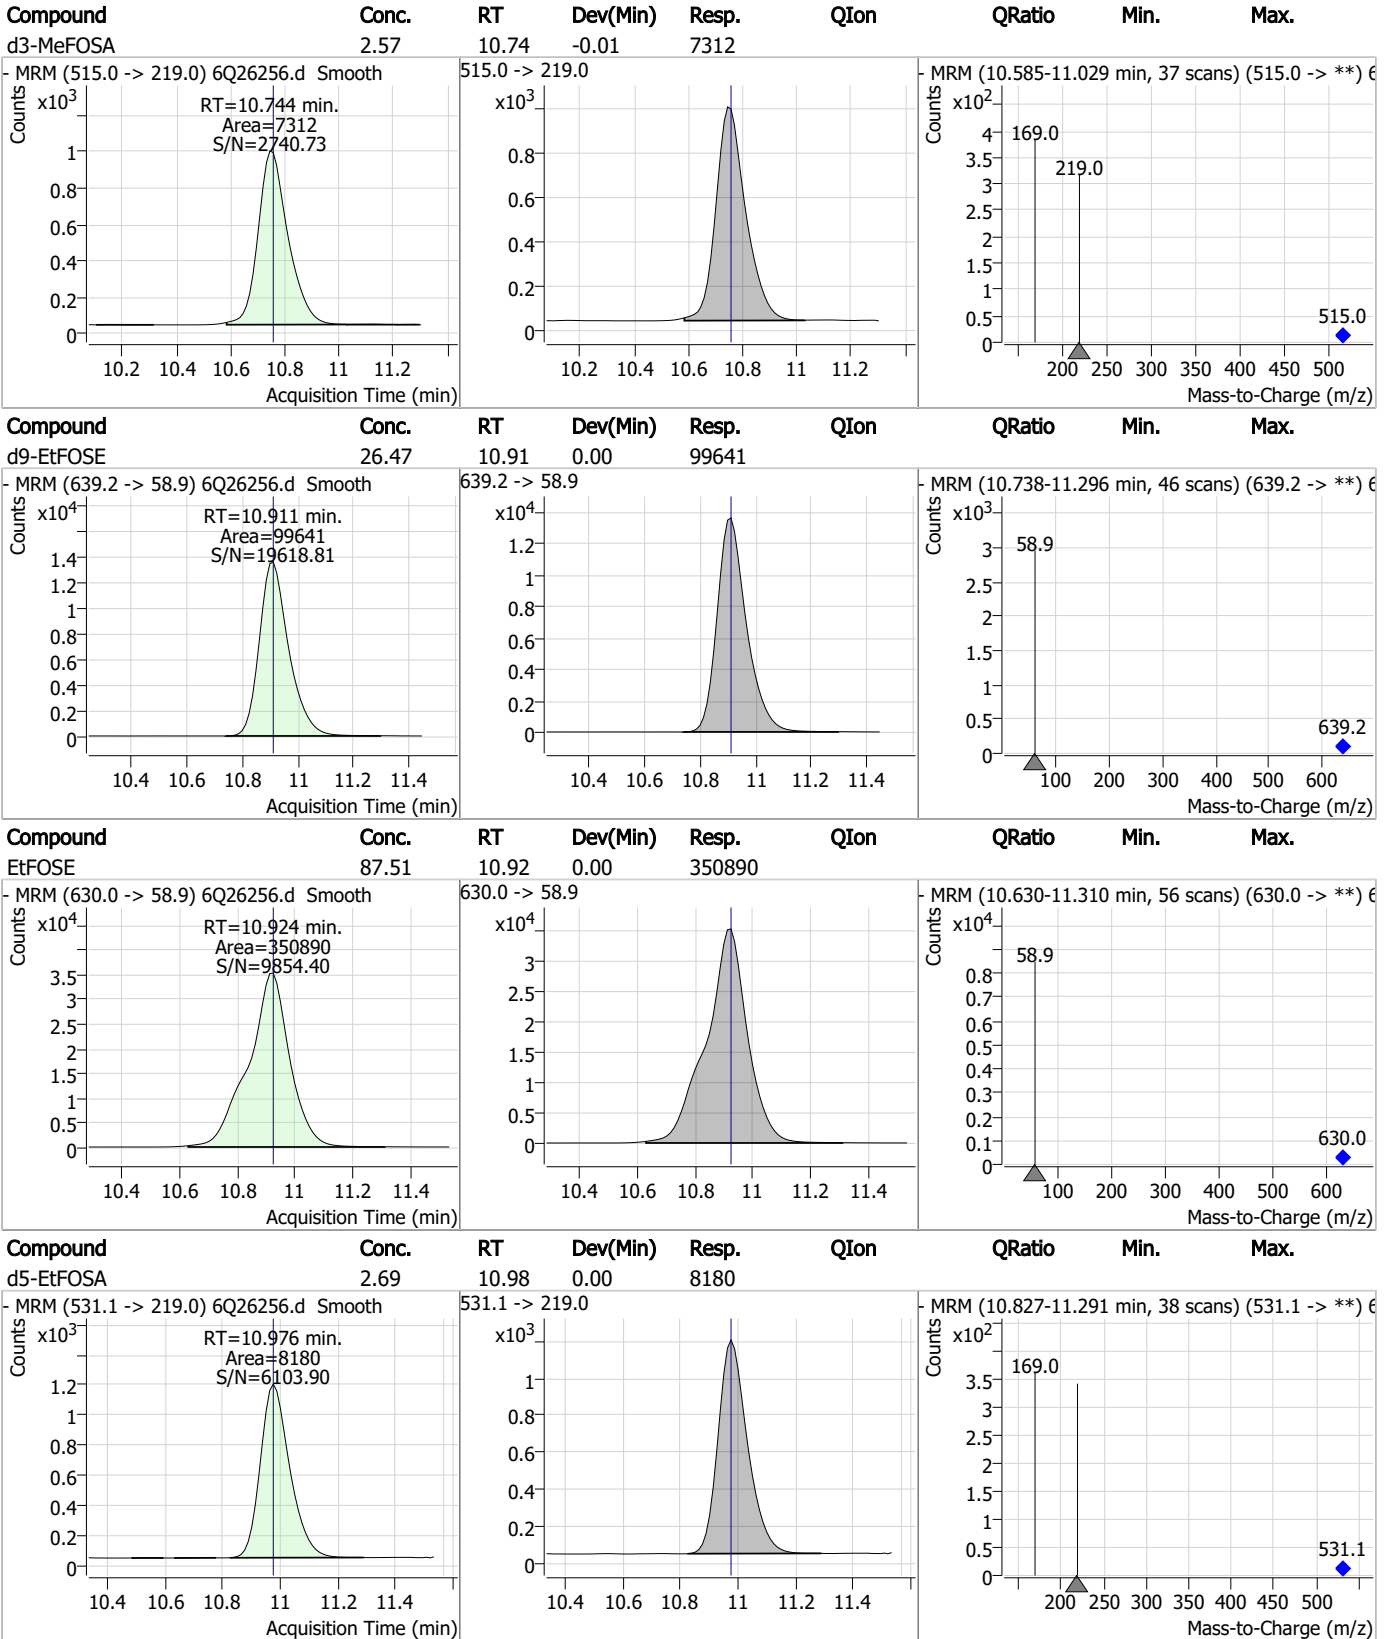 Compound Conc. RT Dev(Min) Resp. QIon QRatio Min. Max.
d3-MeFOSA 2.57 10.74 -0.01 7312
- MRM (515.0 -> 219.0) 6Q26256.d Smooth
515.0 -> 219.0
- MRM (10.585-11.029 min, 37 scans) (515.0 -> **) 6
Counts
x10³
RT=10.744 min.
Area=7312
S/N=2740.73
1
0.8
0.6
0.4
0.2
0
10.2 10.4 10.6 10.8 11 11.2
Acquisition Time (min)
x10³
0.8
0.6
0.4
0.2
0
10.2 10.4 10.6 10.8 11 11.2
Counts
x10²
169.0
219.0
515.0
4
3.5
3
2.5
2
1.5
1
0.5
0
200 250 300 350 400 450 500
Mass-to-Charge (m/z)
Compound Conc. RT Dev(Min) Resp. QIon QRatio Min. Max.
d9-EtFOSE 26.47 10.91 0.00 99641
- MRM (639.2 -> 58.9) 6Q26256.d Smooth
639.2 -> 58.9
- MRM (10.738-11.296 min, 46 scans) (639.2 -> **) 6
Counts
x10⁴
RT=10.911 min.
Area=99641
S/N=19618.81
1.4
1.2
1
0.8
0.6
0.4
0.2
0
10.4 10.6 10.8 11 11.2 11.4
Acquisition Time (min)
x10⁴
1.2
1
0.8
0.6
0.4
0.2
0
10.4 10.6 10.8 11 11.2 11.4
Counts
x10³
58.9
639.2
3
2.5
2
1.5
1
0.5
0
100 200 300 400 500 600
Mass-to-Charge (m/z)
Compound Conc. RT Dev(Min) Resp. QIon QRatio Min. Max.
EtFOSE 87.51 10.92 0.00 350890
- MRM (630.0 -> 58.9) 6Q26256.d Smooth
630.0 -> 58.9
- MRM (10.630-11.310 min, 56 scans) (630.0 -> **) 6
Counts
x10⁴
RT=10.924 min.
Area=350890
S/N=9854.40
3.5
3
2.5
2
1.5
1
0.5
0
10.4 10.6 10.8 11 11.2 11.4
Acquisition Time (min)
x10⁴
3
2.5
2
1.5
1
0.5
0
10.4 10.6 10.8 11 11.2 11.4
Counts
x10⁴
58.9
630.0
0.8
0.7
0.6
0.5
0.4
0.3
0.2
0.1
0
100 200 300 400 500 600
Mass-to-Charge (m/z)
Compound Conc. RT Dev(Min) Resp. QIon QRatio Min. Max.
d5-EtFOSA 2.69 10.98 0.00 8180
- MRM (531.1 -> 219.0) 6Q26256.d Smooth
531.1 -> 219.0
- MRM (10.827-11.291 min, 38 scans) (531.1 -> **) 6
Counts
x10³
RT=10.976 min.
Area=8180
S/N=6103.90
1.2
1
0.8
0.6
0.4
0.2
0
10.4 10.6 10.8 11 11.2 11.4
Acquisition Time (min)
x10³
1
0.8
0.6
0.4
0.2
0
10.4 10.6 10.8 11 11.2 11.4
Counts
x10²
169.0
531.1
3.5
3
2.5
2
1.5
1
0.5
0
200 250 300 350 400 450 500
Mass-to-Charge (m/z)